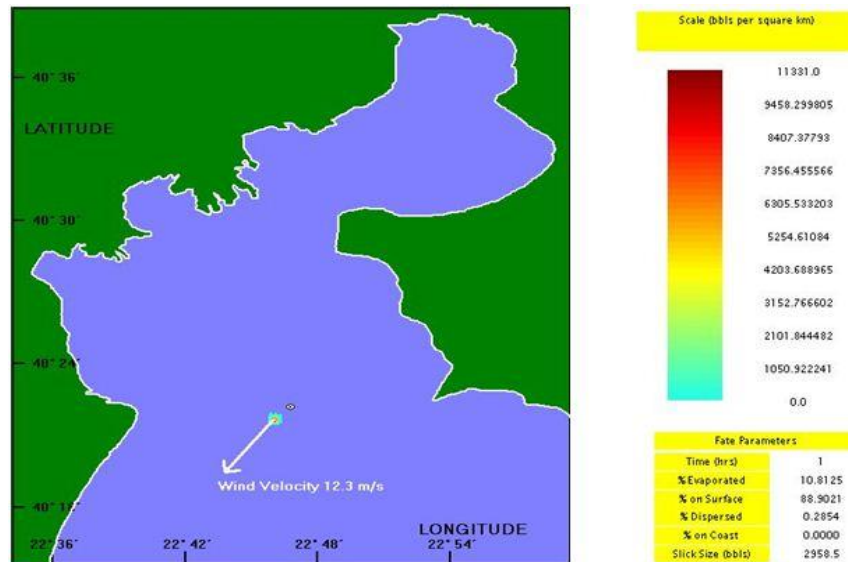 40° 36'
LATITUDE
40° 30'
40° 24'
Wind Velocity 12.3 m/s
40° 18'
LONGITUDE
22° 36' 22° 42' 22° 48' 22° 54'
Scale (bbls per square km)
11331.0
9458.299805
8407.37793
7356.455566
6305.533203
5254.61084
4203.688965
3152.766602
2101.844482
1050.922241
0.0
Fate Parameters
Time (hrs) 1
% Evaporated 10.8125
% on Surface 88.9021
% Dispersed 0.2854
% on Coast 0.0000
Slick Size (bbls) 2958.5